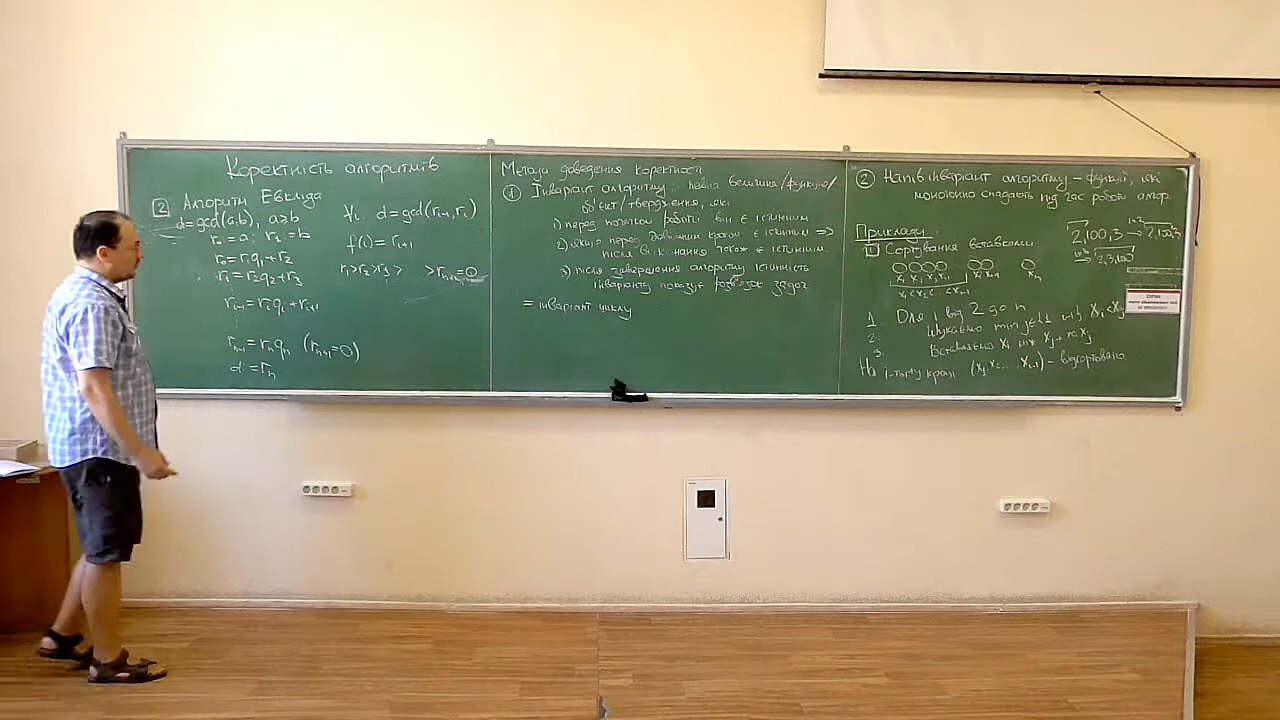 Коректність алгоритмів
2 Алгоритм Евкліда
d=gcd(a,b), a≥b
r₀=a; r₁=b
r₀=r₁q₁+r₂
r₁=r₂q₂+r₃
rᵢ₋₁=rᵢqᵢ+rᵢ₊₁
rₙ₋₁=rₙqₙ (rₙ₊₁=0)
d=rₙ
∀i. d=gcd(rᵢ₋₁,rᵢ)
f(i)=rᵢ₊₁
r₁>r₂>r₃> >rₙ₊₁=0
Методи доведення коректності
① Інваріант алгоритму. певна величина/функція/
об'єкт/твердження, які
1) перед початком роботи він є істинним
2) якщо перед довільним кроком є істинним ⇒
після виконання також є істинним.
3) після завершення алгоритму істинність
інваріанту показує розв'язок задачі
= інваріант циклу
② Напівінваріант алгоритму. – функції, які
монотонно спадають під час роботи алгор.
Приклади
1 Сортування вставками
2,100,3 → 2,100,3
→ 2,3,100
x₁ x₂ x₃ xᵢ₋₁ xᵢ xᵢ₊₁ xₙ
x₁<x₂< <xᵢ₋₁
1. Для i від 2 до n
2. Шукаємо min j≤i-1 xᵢ<xⱼ
3. Вставляємо xᵢ між xⱼ₋₁ та xⱼ
На i-тому кроці (x₁,x₂,...xᵢ₋₁) – відсортовано